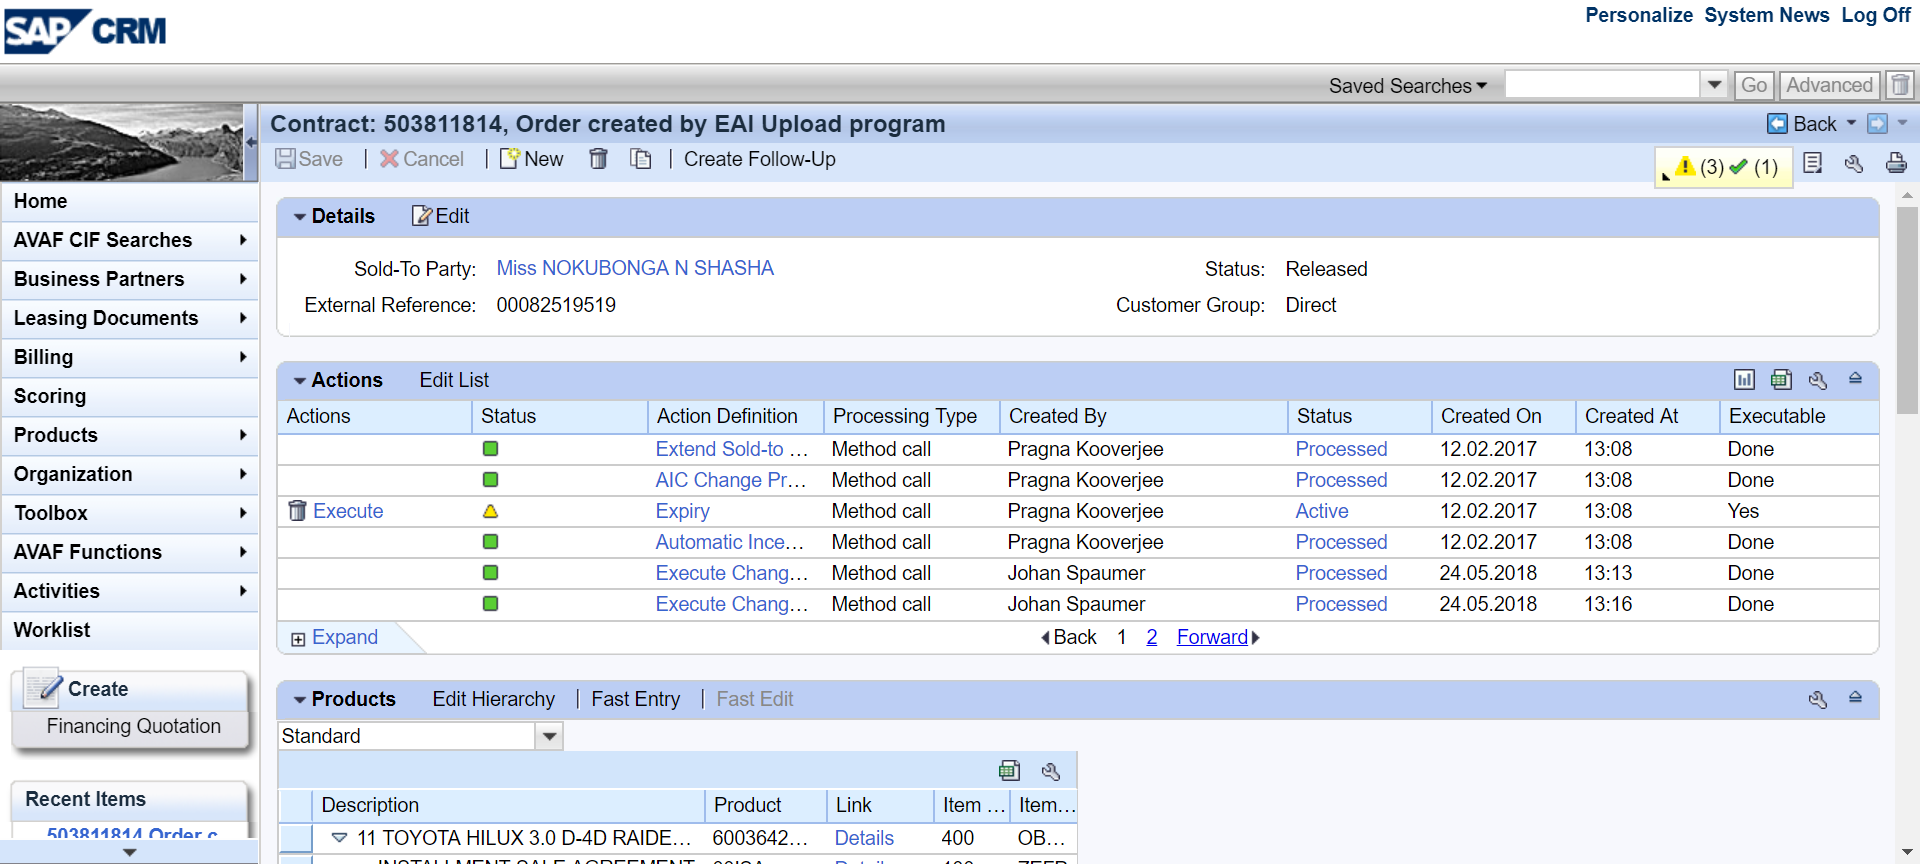 SAP CRM
Personalize System News Log Off
Saved Searches Go Advanced
Contract: 503811814, Order created by EAI Upload program Back
Save | Cancel | New | Create Follow-Up (3) (1)
Home
AVAF CIF Searches
Business Partners
Leasing Documents
Billing
Scoring
Products
Organization
Toolbox
AVAF Functions
Activities
Worklist
Create
Financing Quotation
Recent Items
503811814 Order c
Details Edit
Sold-To Party: Miss NOKUBONGA N SHASHA Status: Released
External Reference: 00082519519 Customer Group: Direct
Actions Edit List
Actions Status Action Definition Processing Type Created By Status Created On Created At Executable
Extend Sold-to ... Method call Pragna Kooverjee Processed 12.02.2017 13:08 Done
AIC Change Pr... Method call Pragna Kooverjee Processed 12.02.2017 13:08 Done
Execute Expiry Method call Pragna Kooverjee Active 12.02.2017 13:08 Yes
Automatic Ince... Method call Pragna Kooverjee Processed 12.02.2017 13:08 Done
Execute Chang... Method call Johan Spaumer Processed 24.05.2018 13:13 Done
Execute Chang... Method call Johan Spaumer Processed 24.05.2018 13:16 Done
Expand Back 1 2 Forward
Products Edit Hierarchy | Fast Entry | Fast Edit
Standard
Description Product Link Item ... Item...
11 TOYOTA HILUX 3.0 D-4D RAIDE... 6003642... Details 400 OB...
INSTALLMENT SALE AGREEMENT